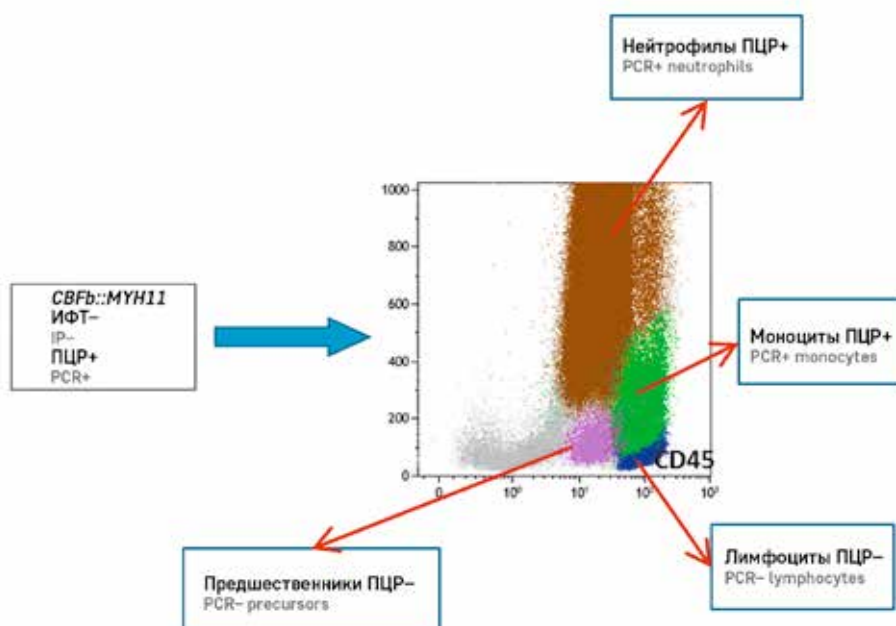 Нейтрофилы ПЦР+
PCR+ neutrophils
1000
800
600
400
200
0
0
10⁰
10¹
10²
10³
CD45
CBFb::MYH11
ИФТ–
IP–
ПЦР+
PCR+
Моноциты ПЦР+
PCR+ monocytes
Предшественники ПЦР–
PCR– precursors
Лимфоциты ПЦР–
PCR– lymphocytes